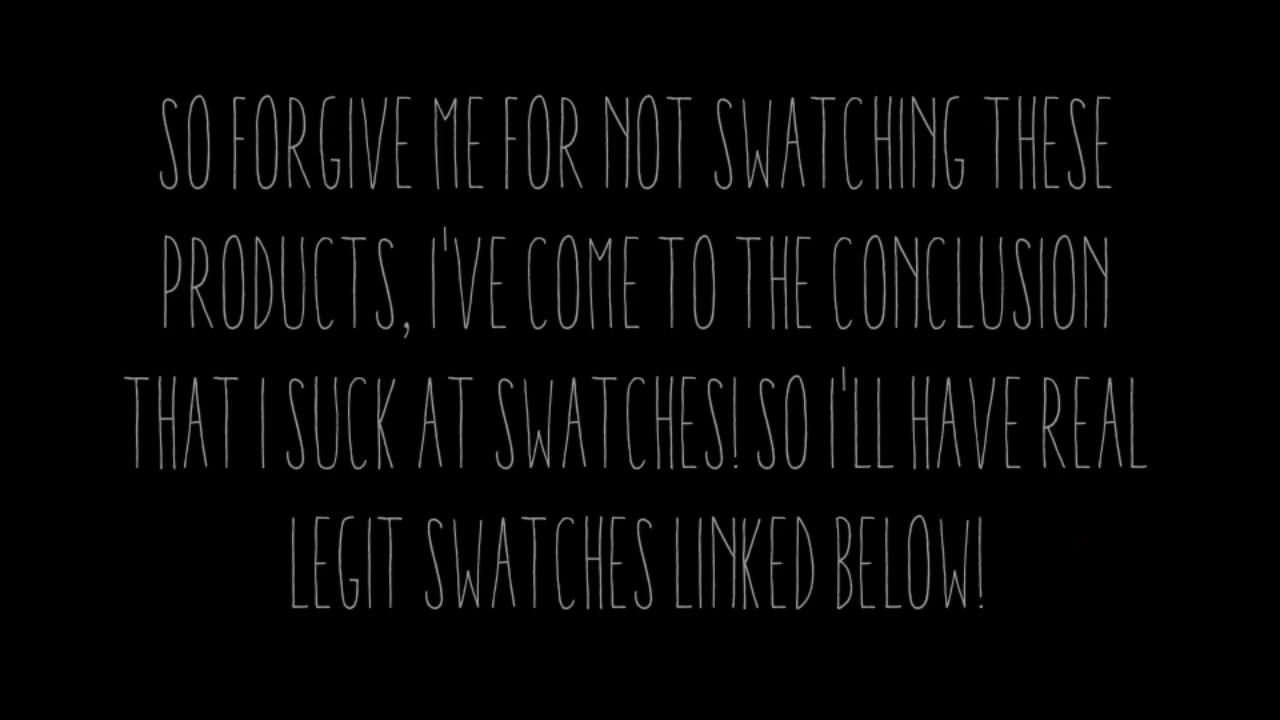 SO FORGIVE ME FOR NOT SWATCHING THESE
PRODUCTS, I'VE COME TO THE CONCLUSION
THAT I SUCK AT SWATCHES! SO I'LL HAVE REAL
LEGIT SWATCHES LINKED BELOW!